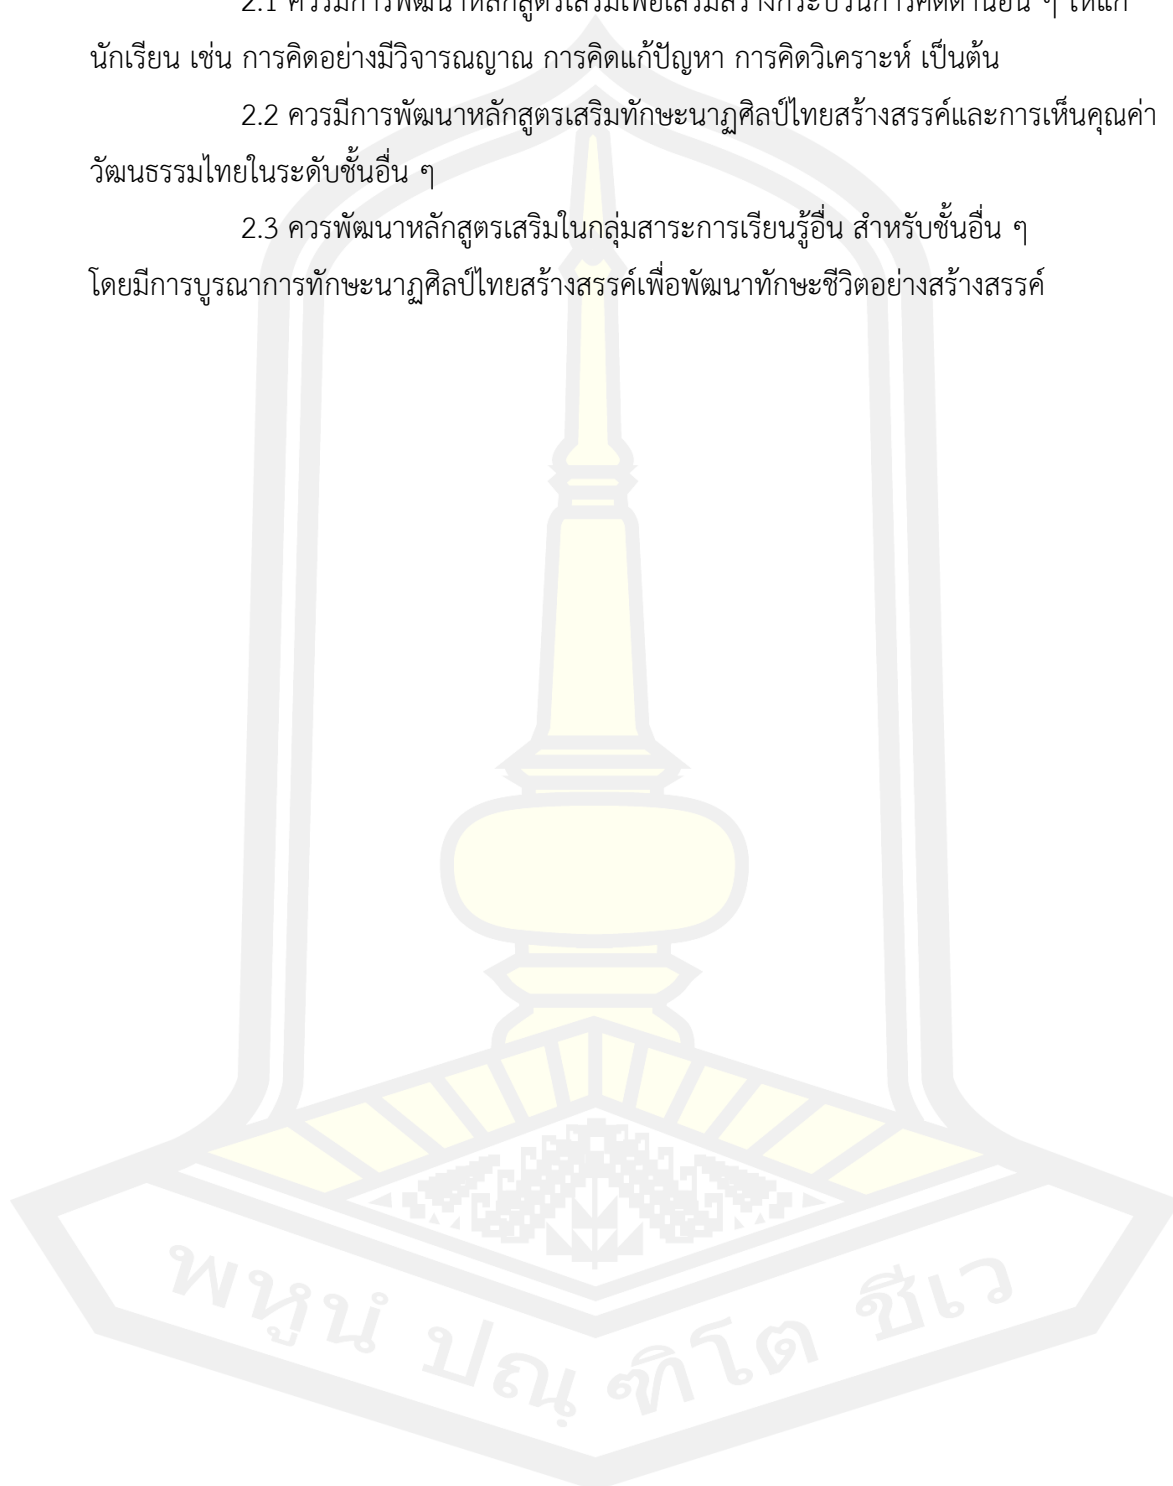 2.1 ควรมีการพัฒนาหลักสูตรเสริมเพื่อเสริมสร้างกระบวนการคิดด้านอื่น ๆ ให้แก่
นักเรียน เช่น การคิดอย่างมีวิจารณญาณ การคิดแก้ปัญหา การคิดวิเคราะห์ เป็นต้น
2.2 ควรมีการพัฒนาหลักสูตรเสริมทักษะนาฏศิลป์ไทยสร้างสรรค์และการเห็นคุณค่า
วัฒนธรรมไทยในระดับชั้นอื่น ๆ
2.3 ควรพัฒนาหลักสูตรเสริมในกลุ่มสาระการเรียนรู้อื่น สำหรับชั้นอื่น ๆ
โดยมีการบูรณาการทักษะนาฏศิลป์ไทยสร้างสรรค์เพื่อพัฒนาทักษะชีวิตอย่างสร้างสรรค์
พหูนํ ปณฺฑิโต ชีเว